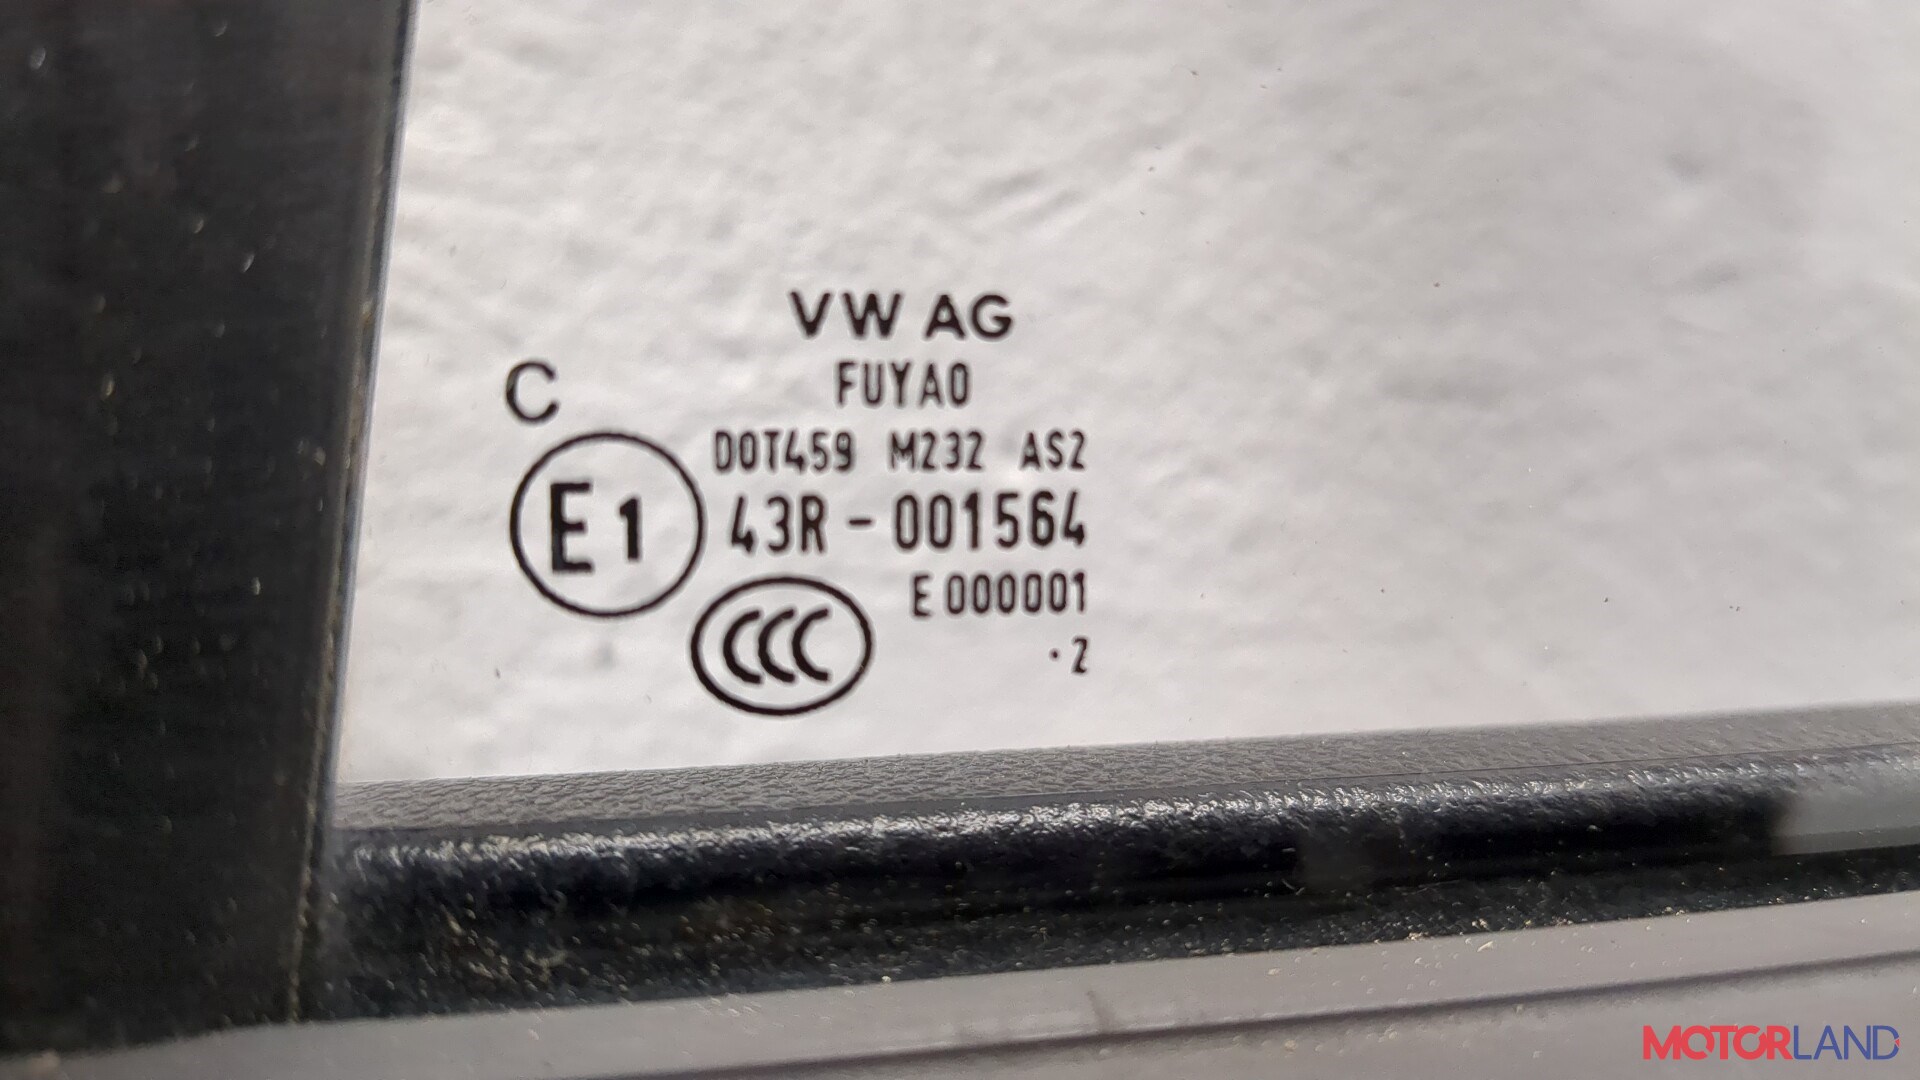 VW AG
FUYAO
C
DOT459 M232 AS2
E1
43R-001564
E000001
CCC
·2
MOTORLAND